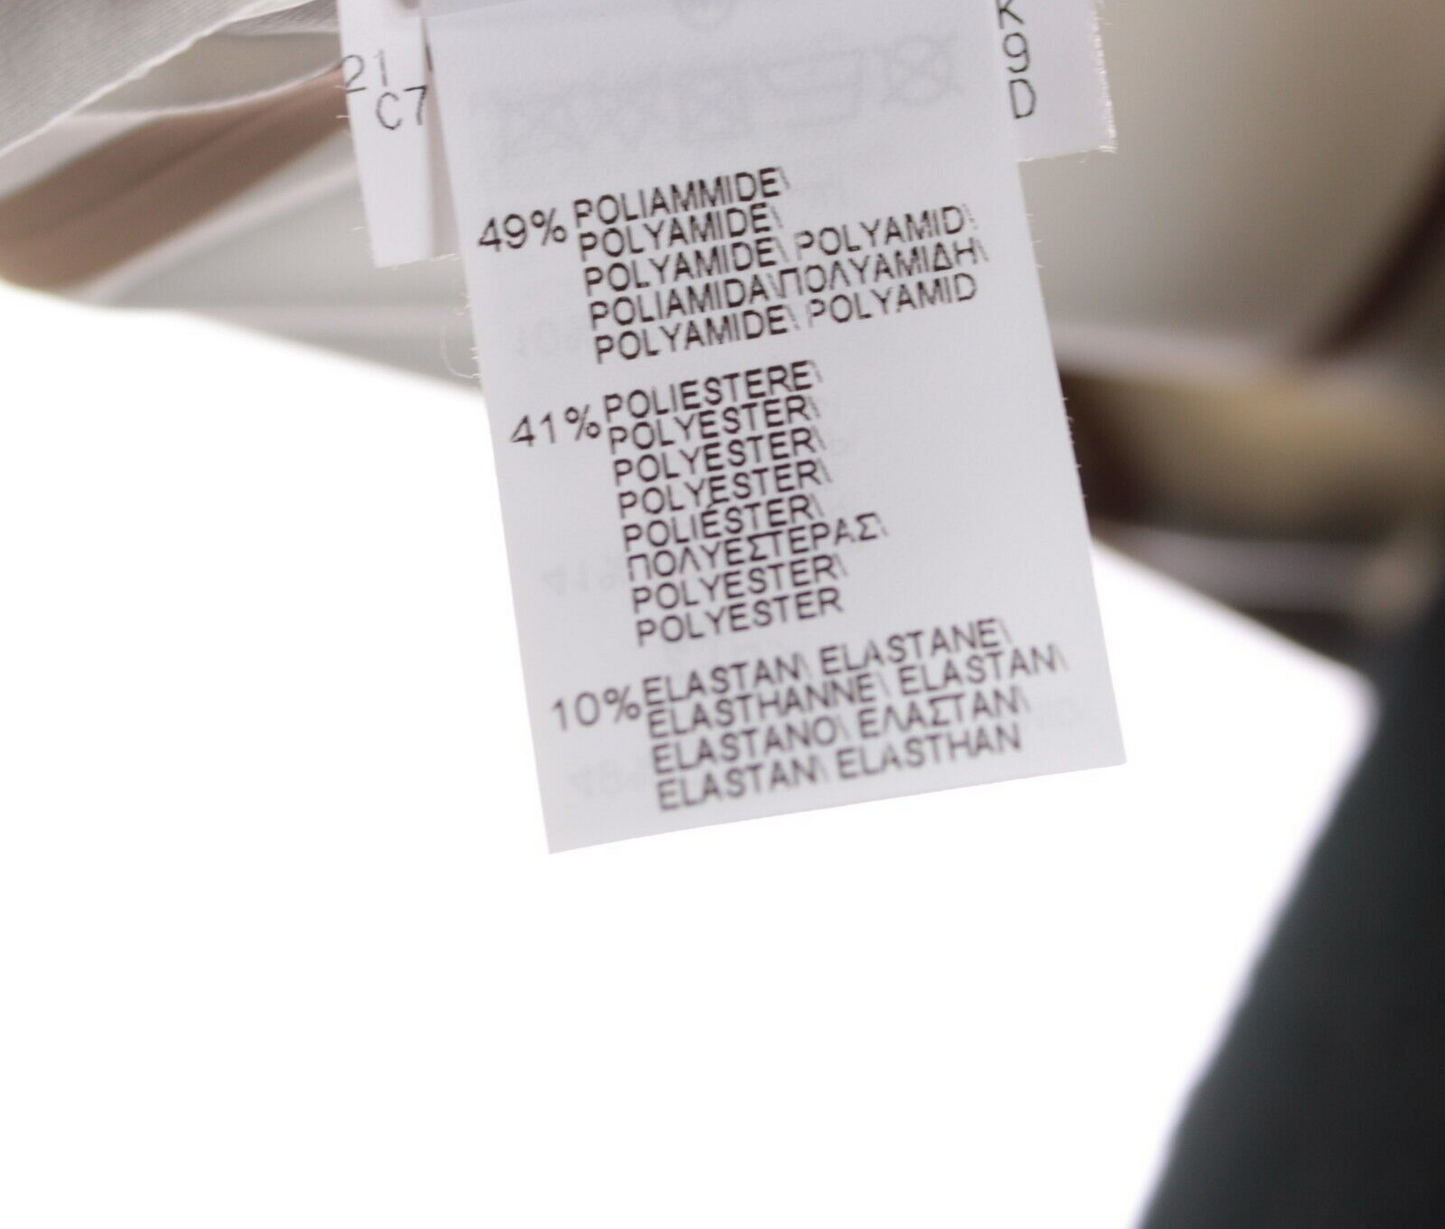 21
C7
K
9
D
49% POLIAMMIDE\
POLYAMIDE\
POLYAMIDE\ POLYAMID\
POLIAMIDA\ΠΟΛΥΑΜΙΔΗ\
POLYAMIDE\ POLYAMID
41% POLIESTERE\
POLYESTER\
POLYESTER\
POLYESTER\
POLIÉSTER\
ΠΟΛΥΕΣΤΕΡΑΣ\
POLYESTER\
POLYESTER
10% ELASTAN\ ELASTANE\
ELASTHANNE\ ELASTAN\
ELASTANO\ ΕΛΑΣΤΑΝ\
ELASTAN\ ELASTHAN